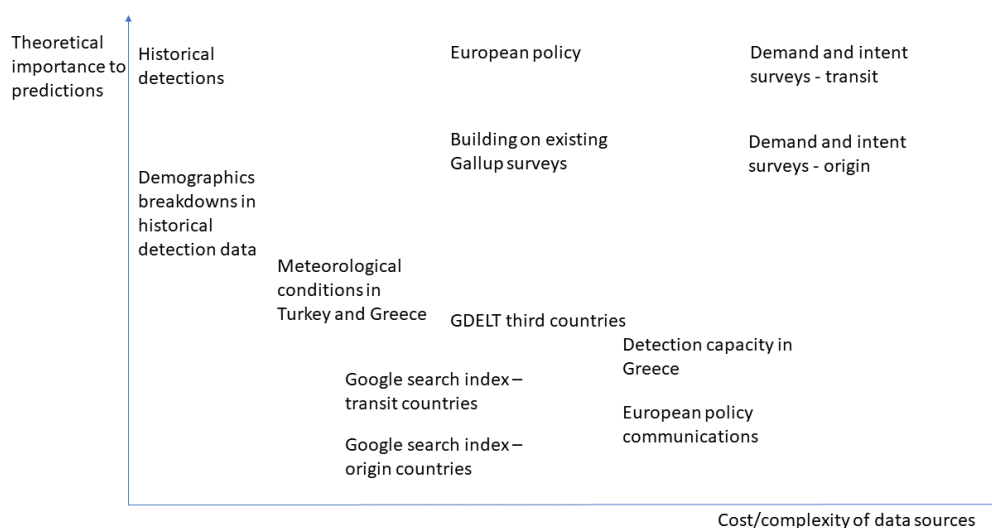 Theoretical
importance to
predictions
Historical
detections
European policy
Demand and intent
surveys - transit
Building on existing
Gallup surveys
Demand and intent
surveys - origin
Demographics
breakdowns in
historical
detection data
Meteorological
conditions in
Turkey and Greece
GDELT third countries
Detection capacity in
Greece
Google search index –
transit countries
European policy
communications
Google search index –
origin countries
Cost/complexity of data sources